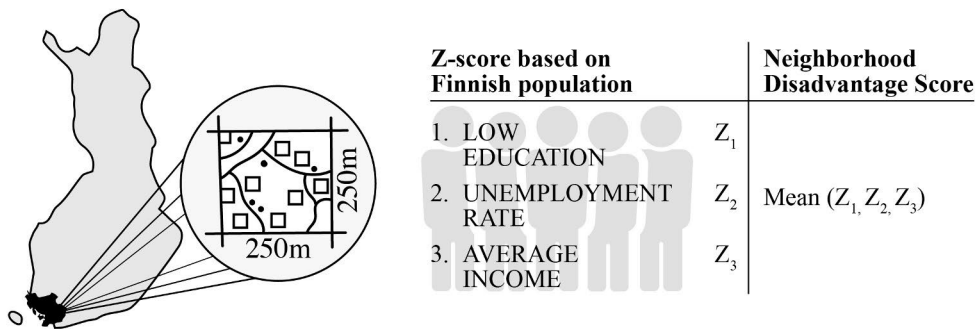 250m
250m
Z-score based on
Finnish population
Neighborhood
Disadvantage Score
1. LOW
EDUCATION
Z1
2. UNEMPLOYMENT
RATE
Z2
3. AVERAGE
INCOME
Z3
Mean (Z1, Z2, Z3)